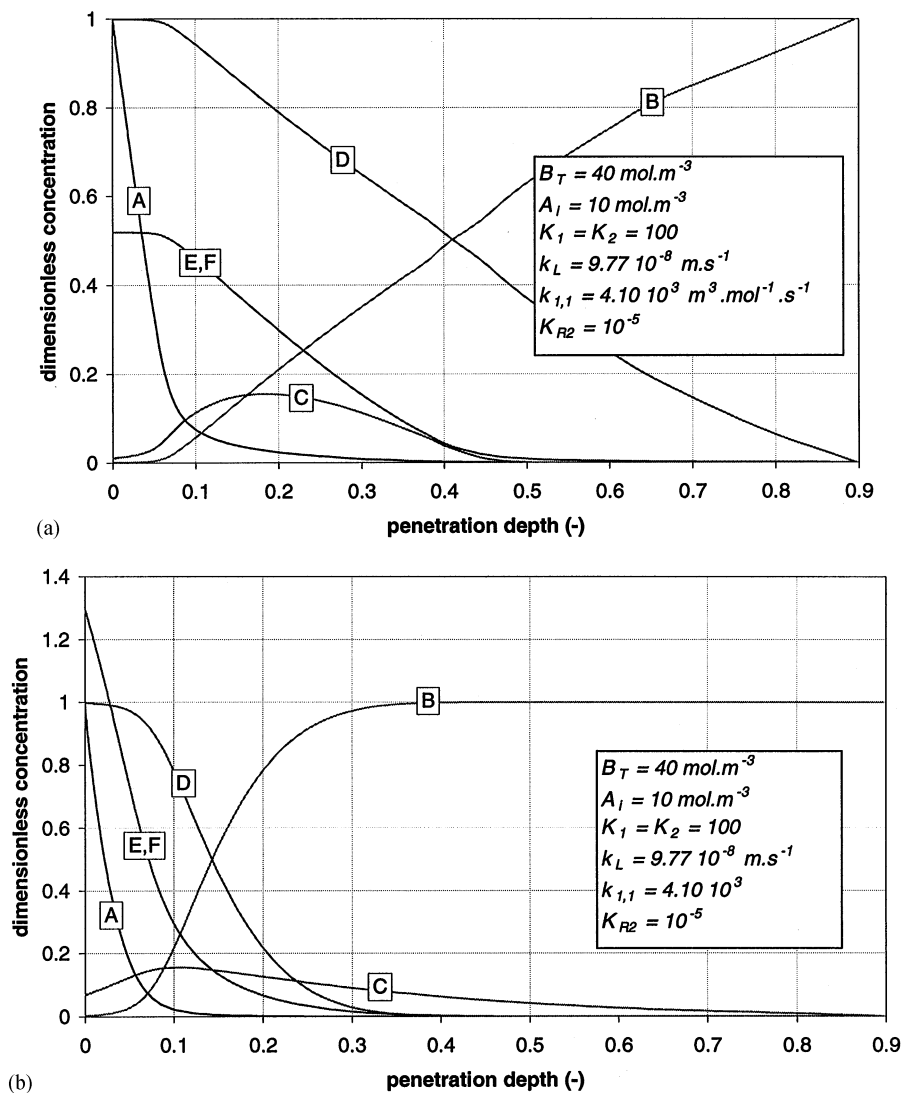 1
0.8
0.6
0.4
0.2
0
dimensionless concentration
A
D
B
E,F
C
B_T = 40 mol.m^-3
A_i = 10 mol.m^-3
K_1 = K_2 = 100
k_L = 9.77 10^-8 m.s^-1
k_1,1 = 4.10 10^3 m^3 .mol^-1 .s^-1
K_R2 = 10^-5
0 0.1 0.2 0.3 0.4 0.5 0.6 0.7 0.8 0.9
penetration depth (-)
(a)
1.4
1.2
1
0.8
0.6
0.4
0.2
0
dimensionless concentration
B
D
E,F
A
C
B_T = 40 mol.m^-3
A_i = 10 mol.m^-3
K_1 = K_2 = 100
k_L = 9.77 10^-8 m.s^-1
k_1,1 = 4.10 10^3
K_R2 = 10^-5
0 0.1 0.2 0.3 0.4 0.5 0.6 0.7 0.8 0.9
penetration depth (-)
(b)